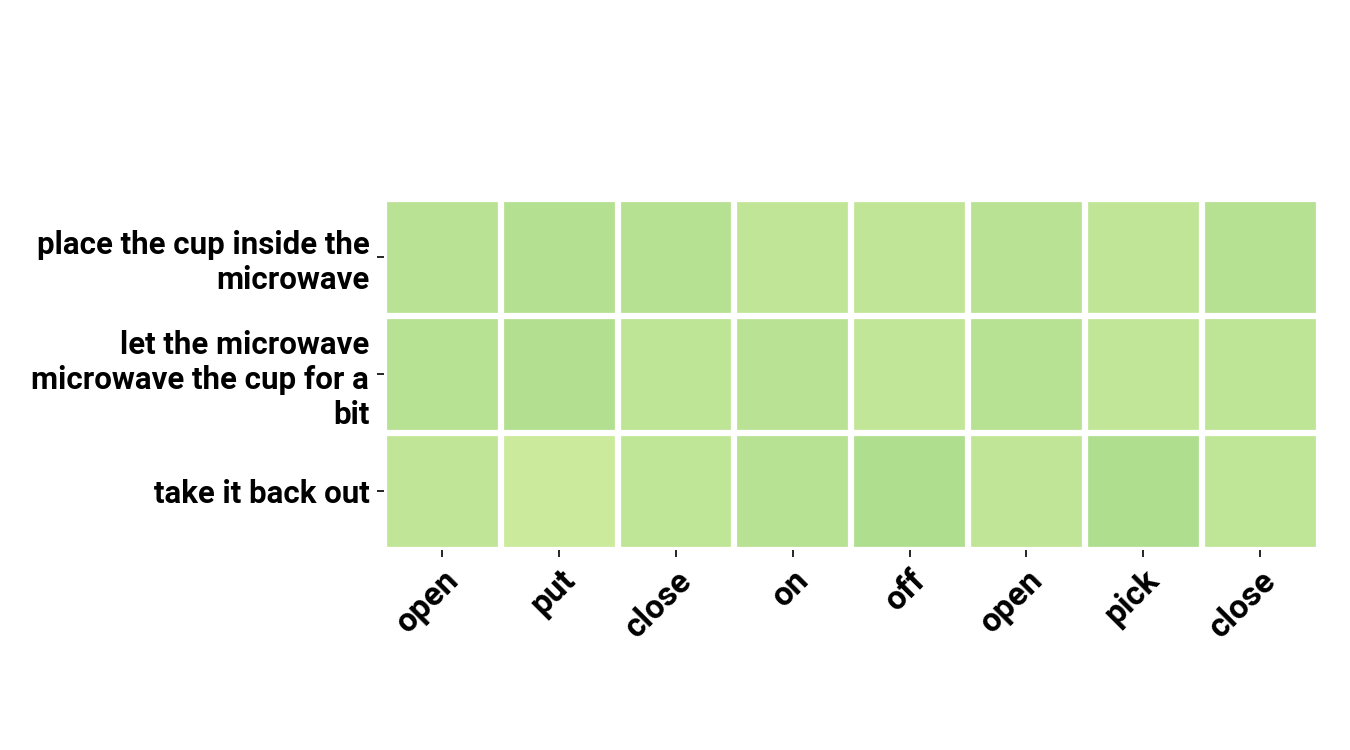 place the cup inside the
microwave
let the microwave
microwave the cup for a
bit
take it back out
open
put
close
on
off
open
pick
close